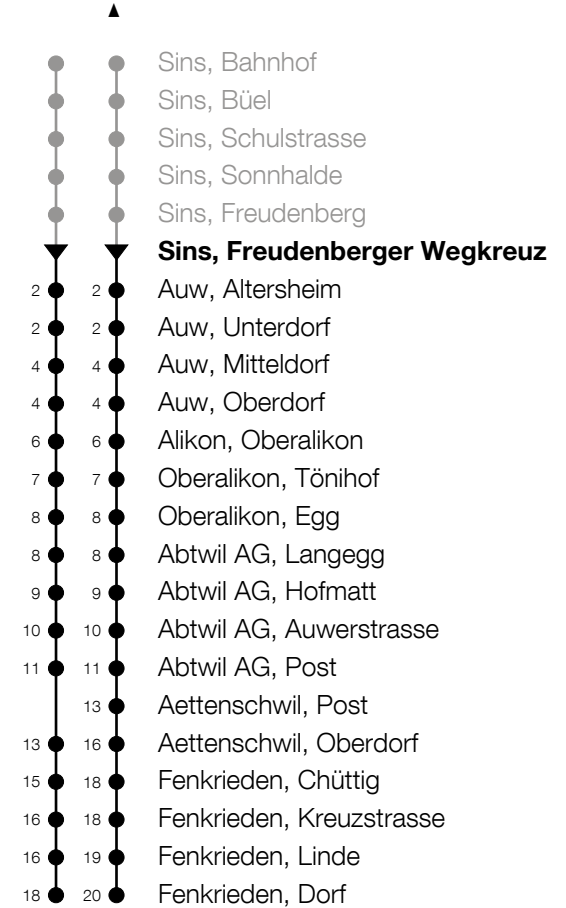 Sins, Bahnhof
Sins, Büel
Sins, Schulstrasse
Sins, Sonnhalde
Sins, Freudenberg
Sins, Freudenberger Wegkreuz
2 2 Auw, Altersheim
2 2 Auw, Unterdorf
4 4 Auw, Mitteldorf
4 4 Auw, Oberdorf
6 6 Alikon, Oberalikon
7 7 Oberalikon, Tönihof
8 8 Oberalikon, Egg
8 8 Abtwil AG, Langegg
9 9 Abtwil AG, Hofmatt
10 10 Abtwil AG, Auwerstrasse
11 11 Abtwil AG, Post
13 Aettenschwil, Post
13 16 Aettenschwil, Oberdorf
15 18 Fenkrieden, Chüttig
16 18 Fenkrieden, Kreuzstrasse
16 19 Fenkrieden, Linde
18 20 Fenkrieden, Dorf